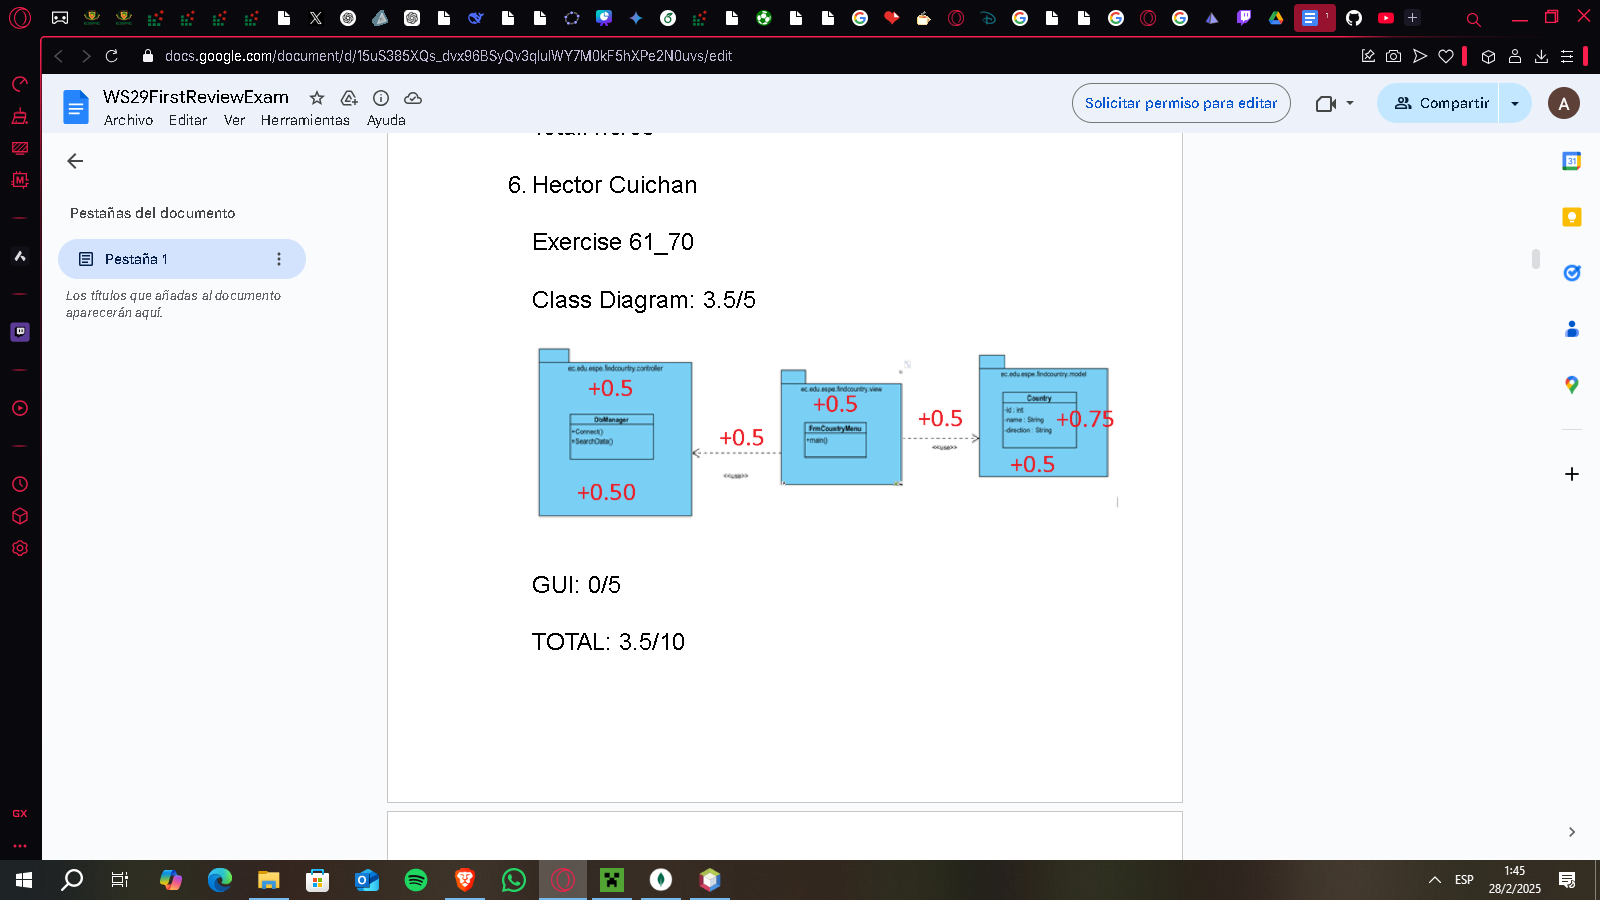 docs.google.com/document/d/15uS385XQs_dvx96BSyQv3qlulWY7M0kF5hXPe2N0uvs/edit
WS29FirstReviewExam
Archivo Editar Ver Herramientas Ayuda
Solicitar permiso para editar
Compartir
A
Pestañas del documento
Pestaña 1
Los títulos que añadas al documento
aparecerán aquí.
6. Hector Cuichan
Exercise 61_70
Class Diagram: 3.5/5
ec.edu.espe.findcountry.controller
+0.5
DbManager
+Connect()
+SearchData()
+0.50
+0.5
<<use>>
ec.edu.espe.findcountry.view
+0.5
FrmCountryMenu
+main()
+0.5
<<use>>
ec.edu.espe.findcountry.model
Country
-id : int
-name : String
-direction : String
+0.75
+0.5
GUI: 0/5
TOTAL: 3.5/10
31
GX
ESP
1:45
28/2/2025